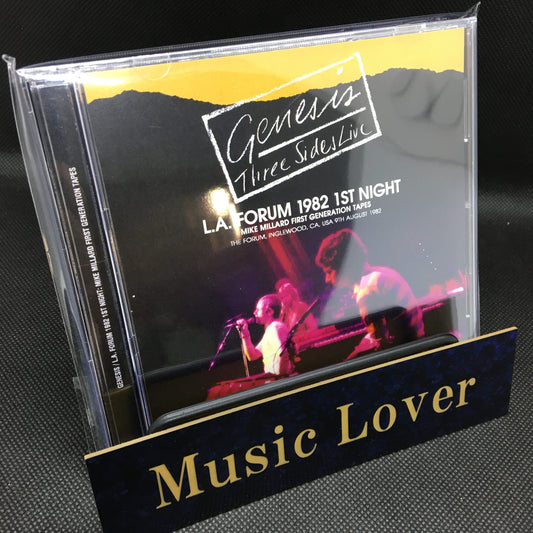 Genesis
Three Sides Live
L.A. FORUM 1982 1ST NIGHT
MIKE MILLARD FIRST GENERATION TAPES
THE FORUM, INGLEWOOD, CA. USA 9TH AUGUST 1982
GENESIS / L.A. FORUM 1982 1ST NIGHT: MIKE MILLARD FIRST GENERATION TAPES
Music Lover